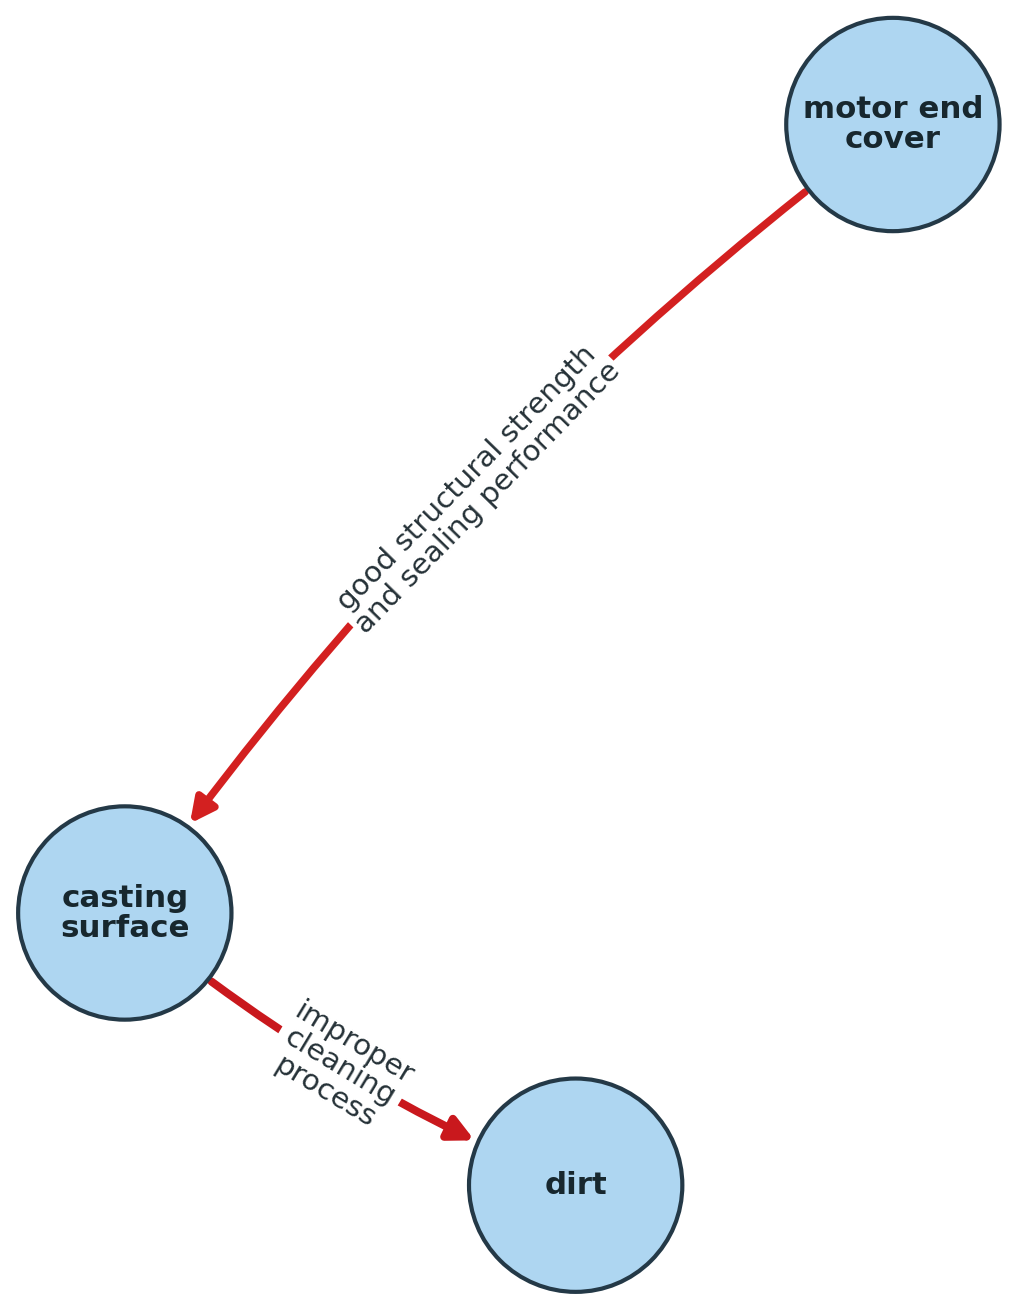 motor end
cover
good structural strength
and sealing performance
casting
surface
improper
cleaning
process
dirt